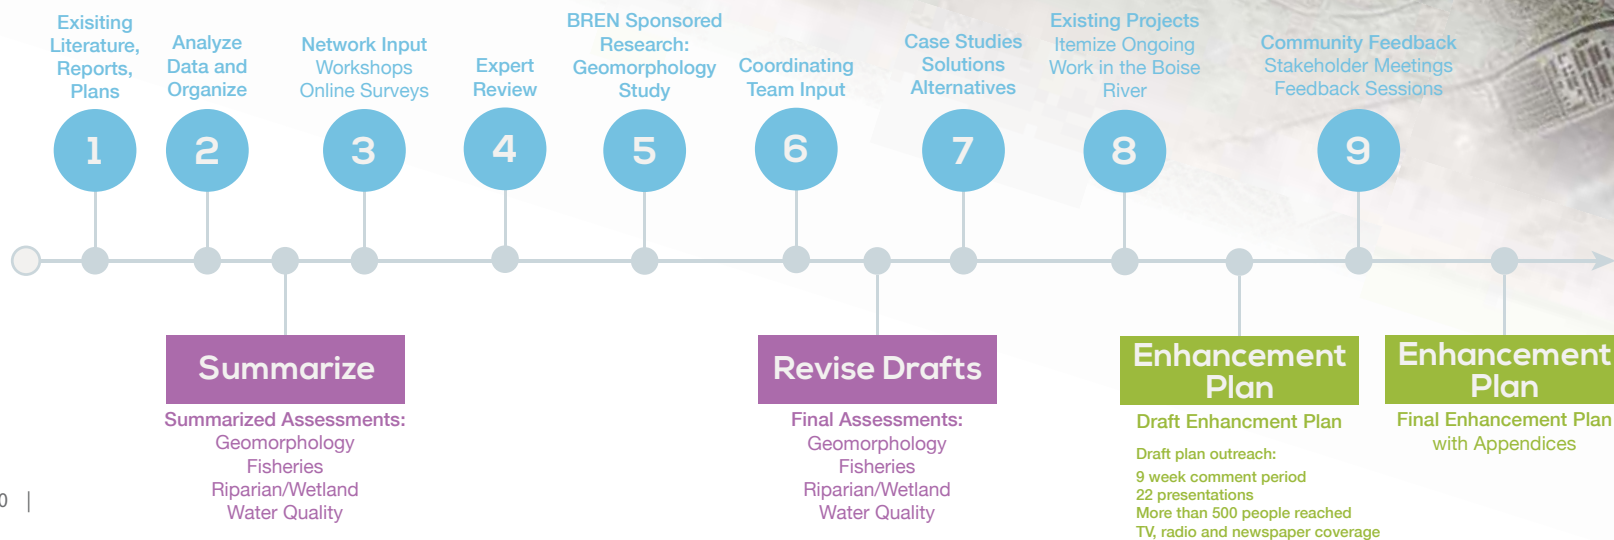 Exisiting
Literature,
Reports,
Plans
1
Analyze
Data and
Organize
2
Network Input
Workshops
Online Surveys
3
Expert
Review
4
BREN Sponsored
Research:
Geomorphology
Study
5
Coordinating
Team Input
6
Case Studies
Solutions
Alternatives
7
Existing Projects
Itemize Ongoing
Work in the Boise
River
8
Community Feedback
Stakeholder Meetings
Feedback Sessions
9
Summarize
Summarized Assessments:
Geomorphology
Fisheries
Riparian/Wetland
Water Quality
Revise Drafts
Final Assessments:
Geomorphology
Fisheries
Riparian/Wetland
Water Quality
Enhancement
Plan
Draft Enhancment Plan
Draft plan outreach:
9 week comment period
22 presentations
More than 500 people reached
TV, radio and newspaper coverage
Enhancement
Plan
Final Enhancement Plan
with Appendices
0 |